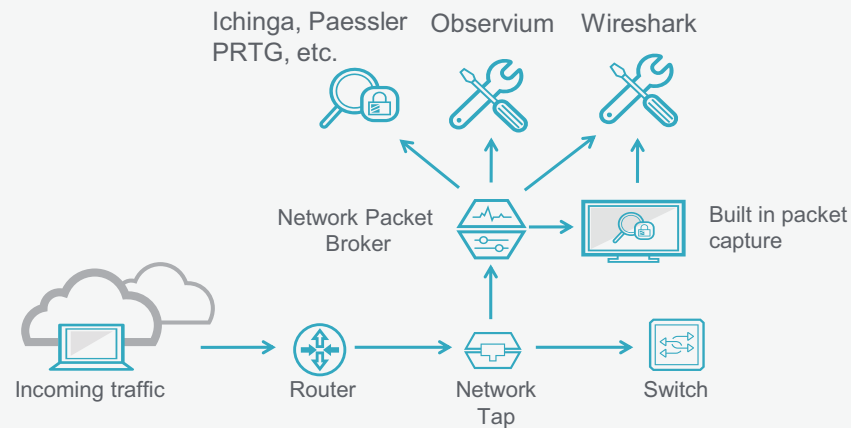 Ichinga, Paessler
PRTG, etc.
Observium
Wireshark
Network Packet
Broker
Built in packet
capture
Incoming traffic
Router
Network
Tap
Switch